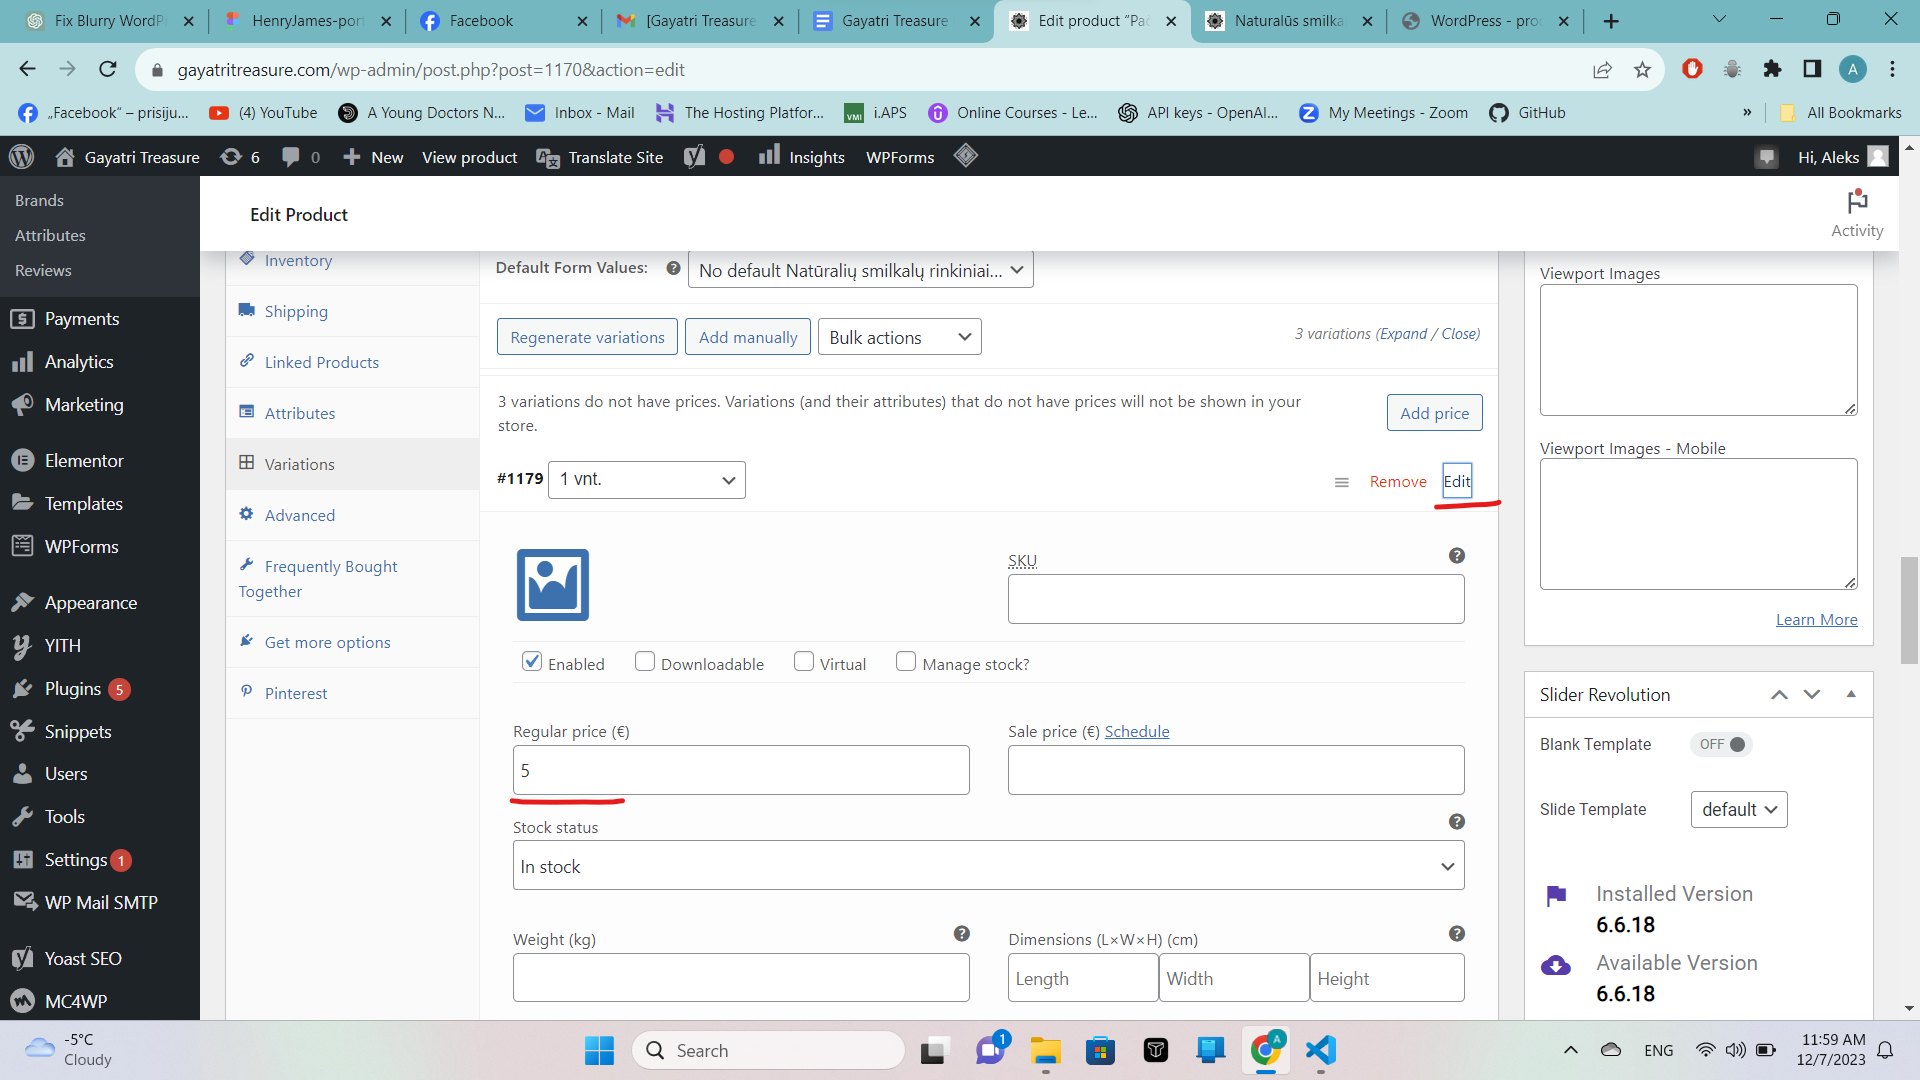 Fix Blurry WordP
HenryJames-port
Facebook
[Gayatri Treasure
Gayatri Treasure
Edit product “Pač
Naturalūs smilka
WordPress - pro
gayatritreasure.com/wp-admin/post.php?post=1170&action=edit
A
„Facebook“ – prisiju...
(4) YouTube
A Young Doctors N...
Inbox - Mail
The Hosting Platfor...
i.APS
Online Courses - Le...
API keys - OpenAI...
My Meetings - Zoom
GitHub
»
All Bookmarks
Gayatri Treasure
6
0
New
View product
Translate Site
Insights
WPForms
Hi, Aleks
Brands
Attributes
Reviews
Payments
Analytics
Marketing
Elementor
Templates
WPForms
Appearance
YITH
Plugins 5
Snippets
Users
Tools
Settings 1
WP Mail SMTP
Yoast SEO
MC4WP
Edit Product
Activity
Inventory
Shipping
Linked Products
Attributes
Variations
Advanced
Frequently Bought
Together
Get more options
Pinterest
Default Form Values:
No default Natūralių smilkalų rinkiniai...
Regenerate variations
Add manually
Bulk actions
3 variations (Expand / Close)
3 variations do not have prices. Variations (and their attributes) that do not have prices will not be shown in your
store.
Add price
#1179
1 vnt.
Remove
Edit
SKU
Enabled
Downloadable
Virtual
Manage stock?
Regular price (€)
5
Sale price (€) Schedule
Stock status
In stock
Weight (kg)
Dimensions (L×W×H) (cm)
Length
Width
Height
Viewport Images
Viewport Images - Mobile
Learn More
Slider Revolution
Blank Template
OFF
Slide Template
default
Installed Version
6.6.18
Available Version
6.6.18
-5°C
Cloudy
Search
1
A
ENG
11:59 AM
12/7/2023